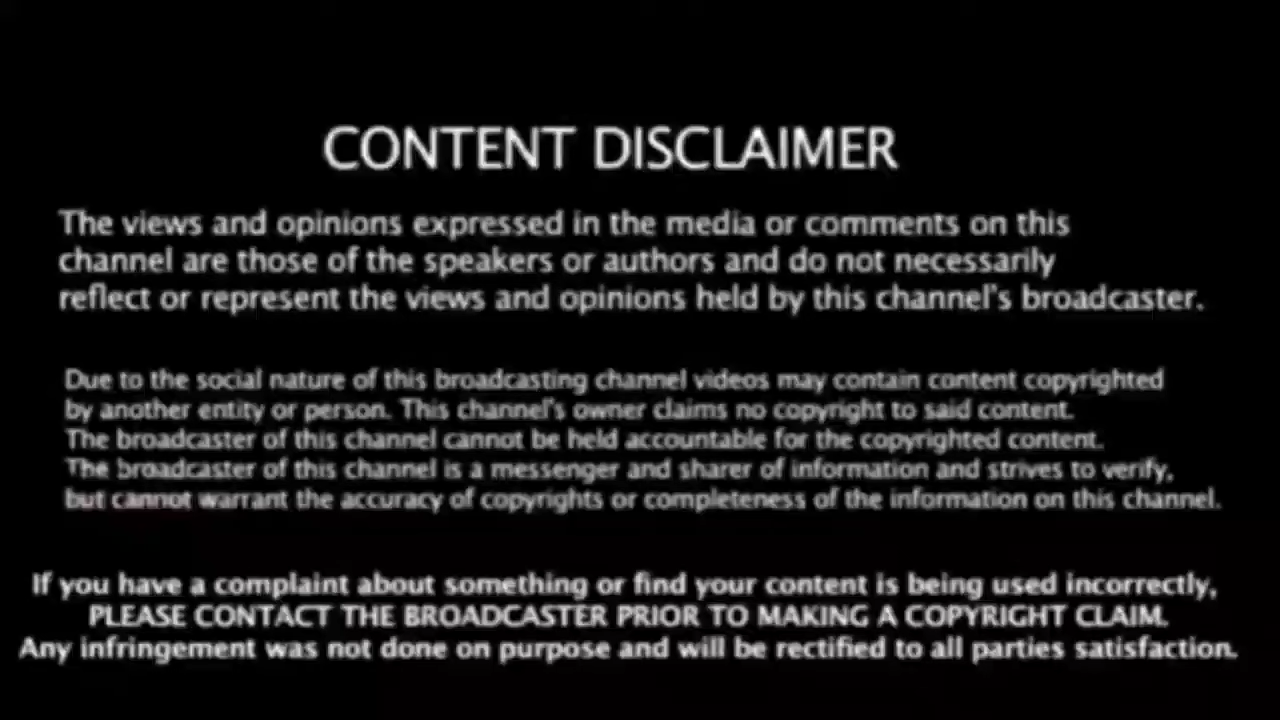 CONTENT DISCLAIMER
The views and opinions expressed in the media or comments on this
channel are those of the speakers or authors and do not necessarily
reflect or represent the views and opinions held by this channel's broadcaster.
Due to the social nature of this broadcasting channel videos may contain content copyrighted
by another entity or person. This channel's owner claims no copyright to said content.
The broadcaster of this channel cannot be held accountable for the copyrighted content.
The broadcaster of this channel is a messenger and sharer of information and strives to verify,
but cannot warrant the accuracy of copyrights or completeness of the information on this channel.
If you have a complaint about something or find your content is being used incorrectly,
PLEASE CONTACT THE BROADCASTER PRIOR TO MAKING A COPYRIGHT CLAIM.
Any infringement was not done on purpose and will be rectified to all parties satisfaction.